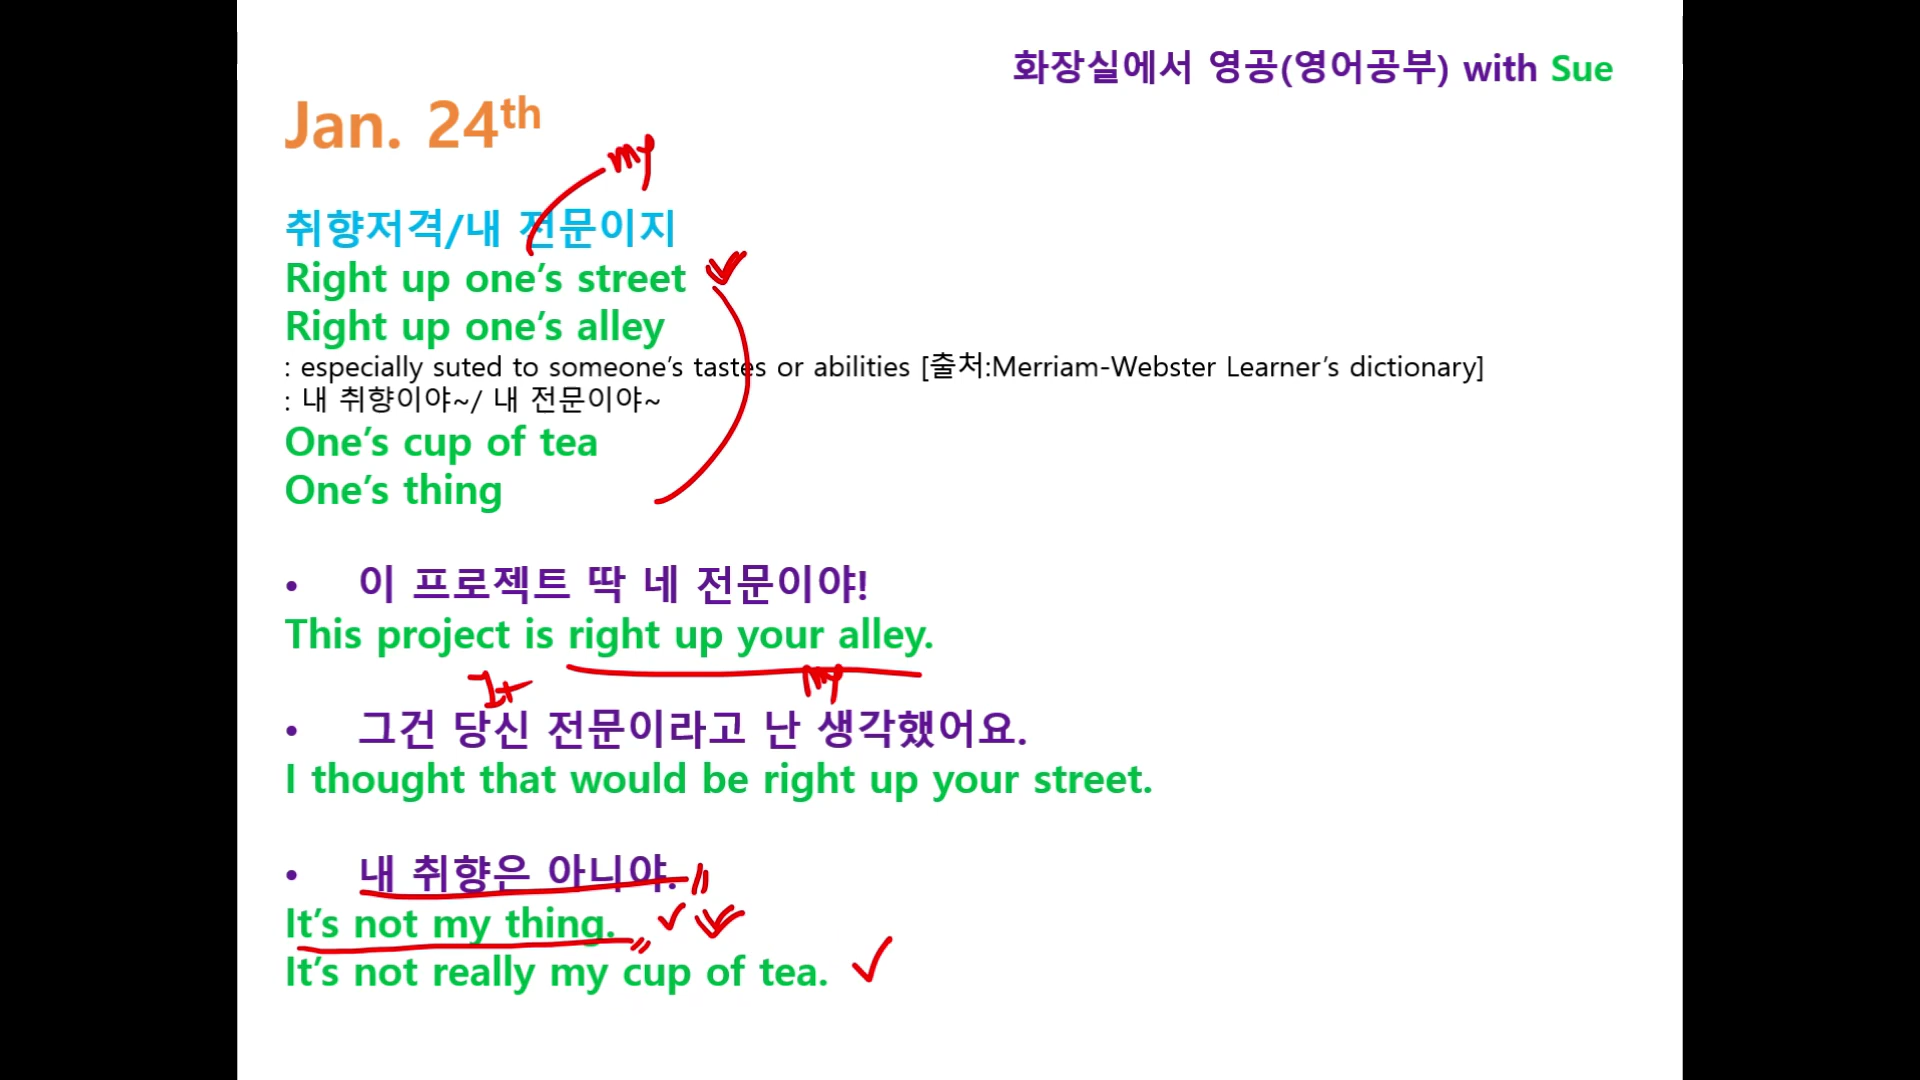 화장실에서 영공(영어공부) with Sue
Jan. 24th
my
취향저격/내 전문이지
Right up one's street
Right up one's alley
: especially suted to someone's tastes or abilities [출처:Merriam-Webster Learner's dictionary]
: 내 취향이야~/ 내 전문이야~
One's cup of tea
One's thing
• 이 프로젝트 딱 네 전문이야!
This project is right up your alley.
It my
• 그건 당신 전문이라고 난 생각했어요.
I thought that would be right up your street.
• 내 취향은 아니야.
It's not my thing.
It's not really my cup of tea.